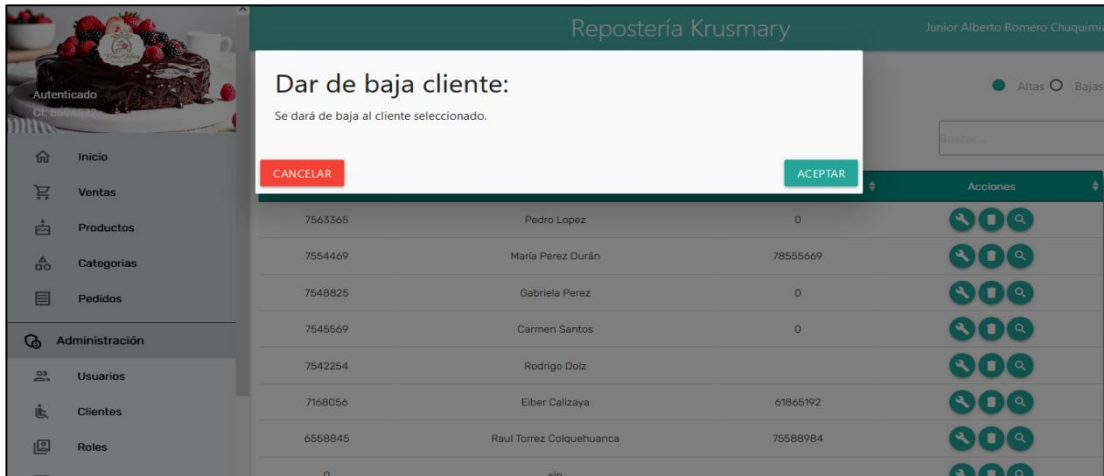 Repostería Krusmary
Junior Alberto Romero Chuquimia
Autenticado
Dar de baja cliente:
Se dará de baja al cliente seleccionado.
CANCELAR
ACEPTAR
Altas
Bajas
Buscar...
Inicio
Ventas
Productos
Categorias
Pedidos
Administración
Usuarios
Clientes
Roles
Acciones
7563365 Pedro Lopez 0
7554469 María Perez Durán 78555669
7548825 Gabriela Perez 0
7545569 Carmen Santos 0
7542254 Rodrigo Dolz
7168056 Eiber Calizaya 61865192
6558845 Raul Torrez Colquehuanca 75588984
0 sin